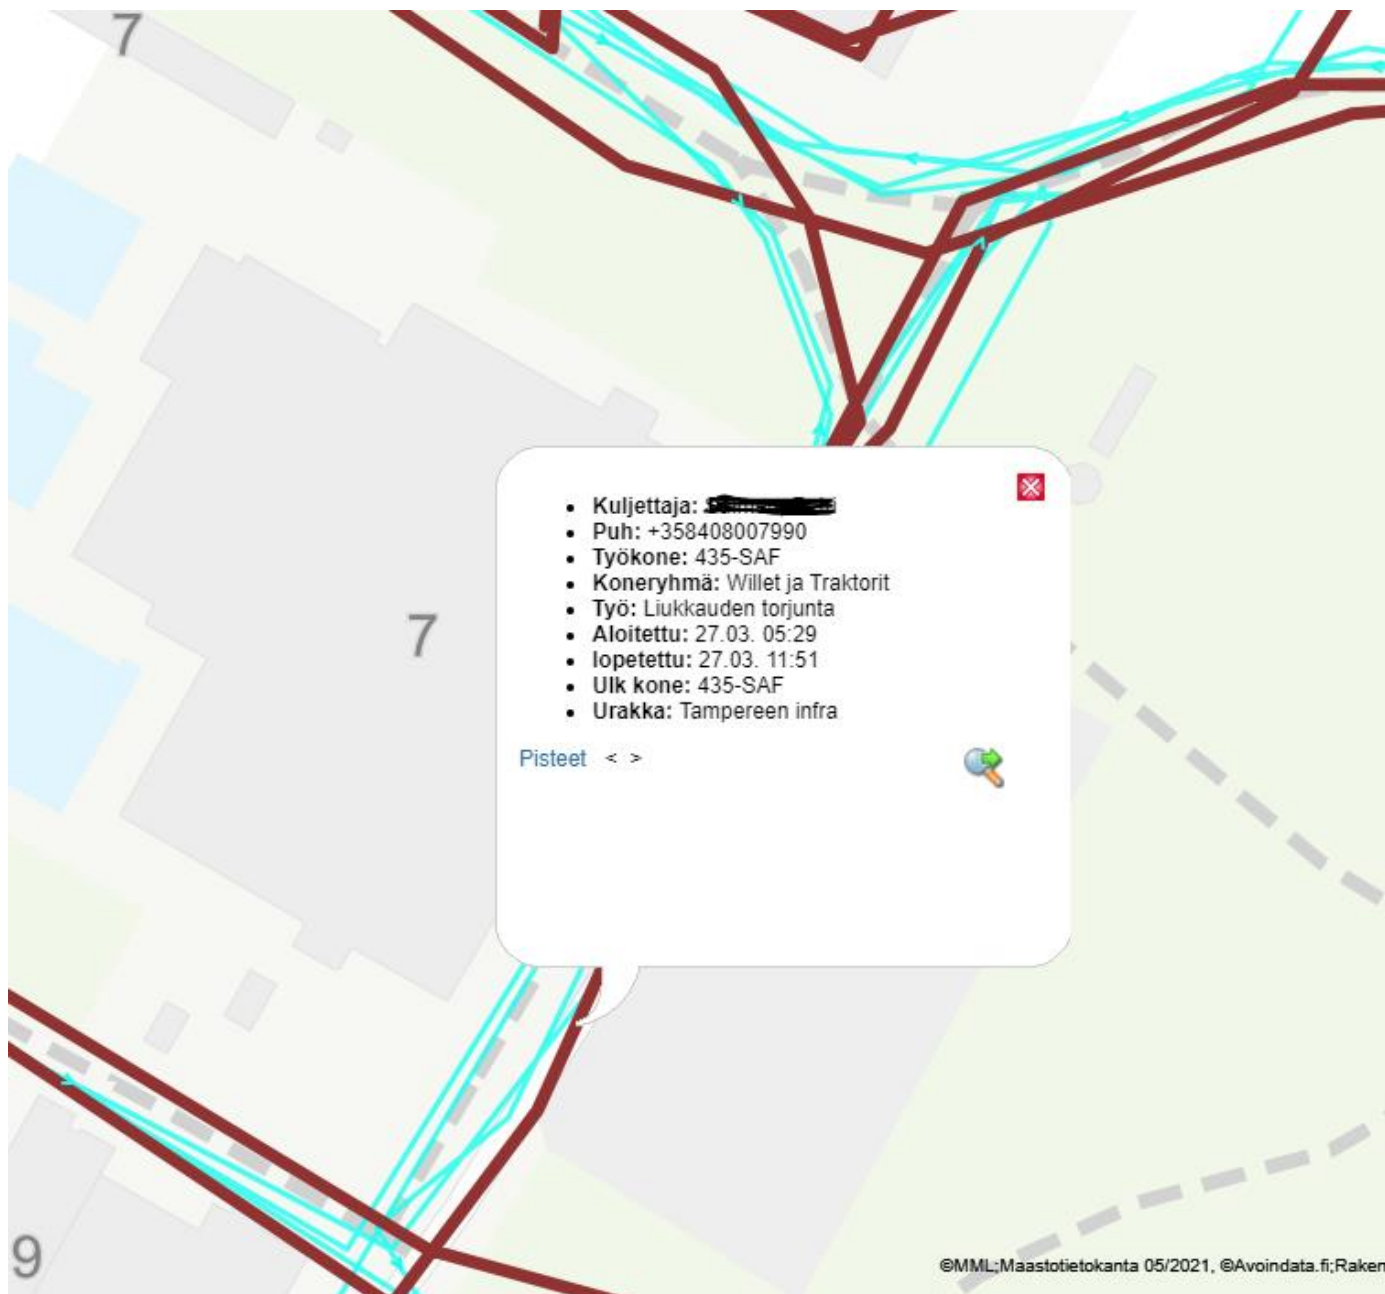 7
Kuljettaja:
Puh: +358408007990
Työkone: 435-SAF
Koneryhmä: Willet ja Traktorit
Työ: Liukkauden torjunta
Aloitettu: 27.03. 05:29
lopetettu: 27.03. 11:51
Ulk kone: 435-SAF
Urakka: Tampereen infra
7
Pisteet < >
9
©MML;Maastotietokanta 05/2021, ©Avoindata.fi;Raken